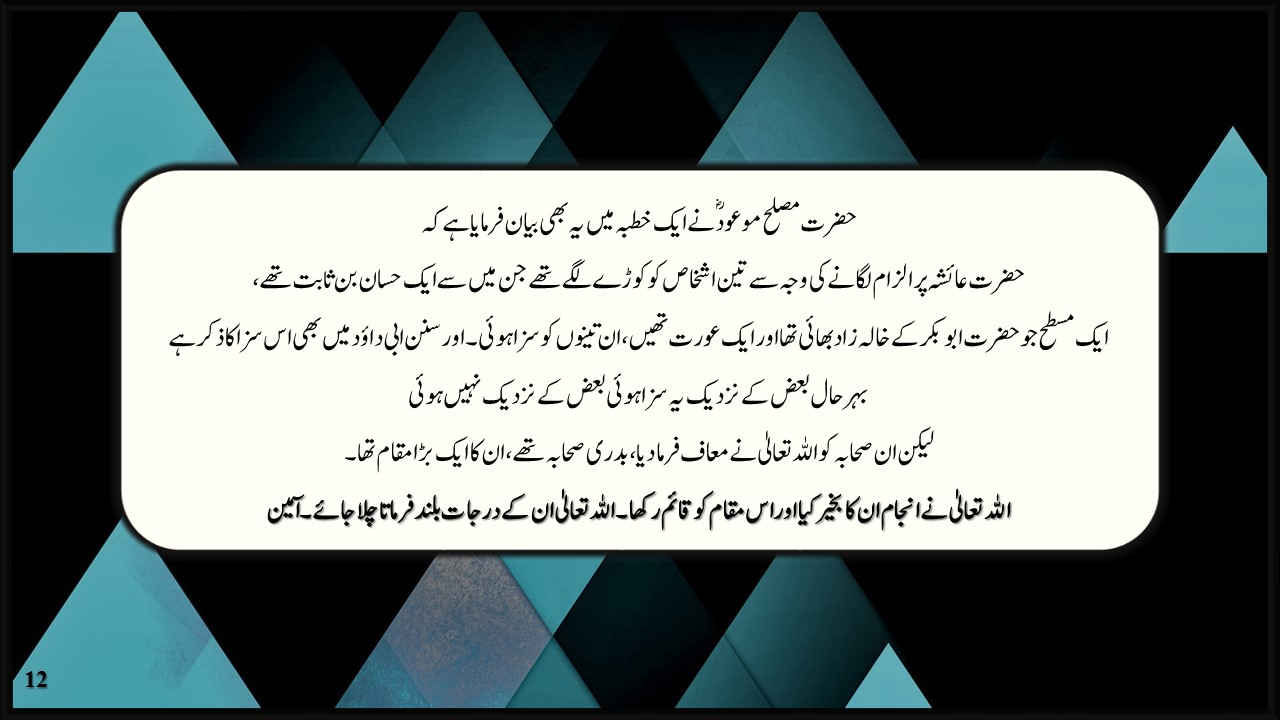 حضرت مصلح موعودؓ نے ایک خطبہ میں یہ بھی بیان فرمایا ہے کہ
حضرت عائشہ پر الزام لگانے کی وجہ سے تین اشخاص کو کوڑے لگے تھے جن میں سے ایک حسان بن ثابت تھے،
ایک مسطح جو حضرت ابوبکر کے خالہ زاد بھائی تھا اور ایک عورت تھیں، ان تینوں کو سزا ہوئی۔ اور سنن ابی داؤد میں بھی اس سزا کا ذکر ہے
بہرحال بعض کے نزدیک یہ سزا ہوئی بعض کے نزدیک نہیں ہوئی
لیکن ان صحابہ کو اللہ تعالیٰ نے معاف فرما دیا، بدری صحابہ تھے، ان کا ایک بڑا مقام تھا۔
اللہ تعالیٰ نے انجام ان کا بخیر کیا اور اس مقام کو قائم رکھا۔ اللہ تعالیٰ ان کے درجات بلند فرماتا چلا جائے۔ آمین
12